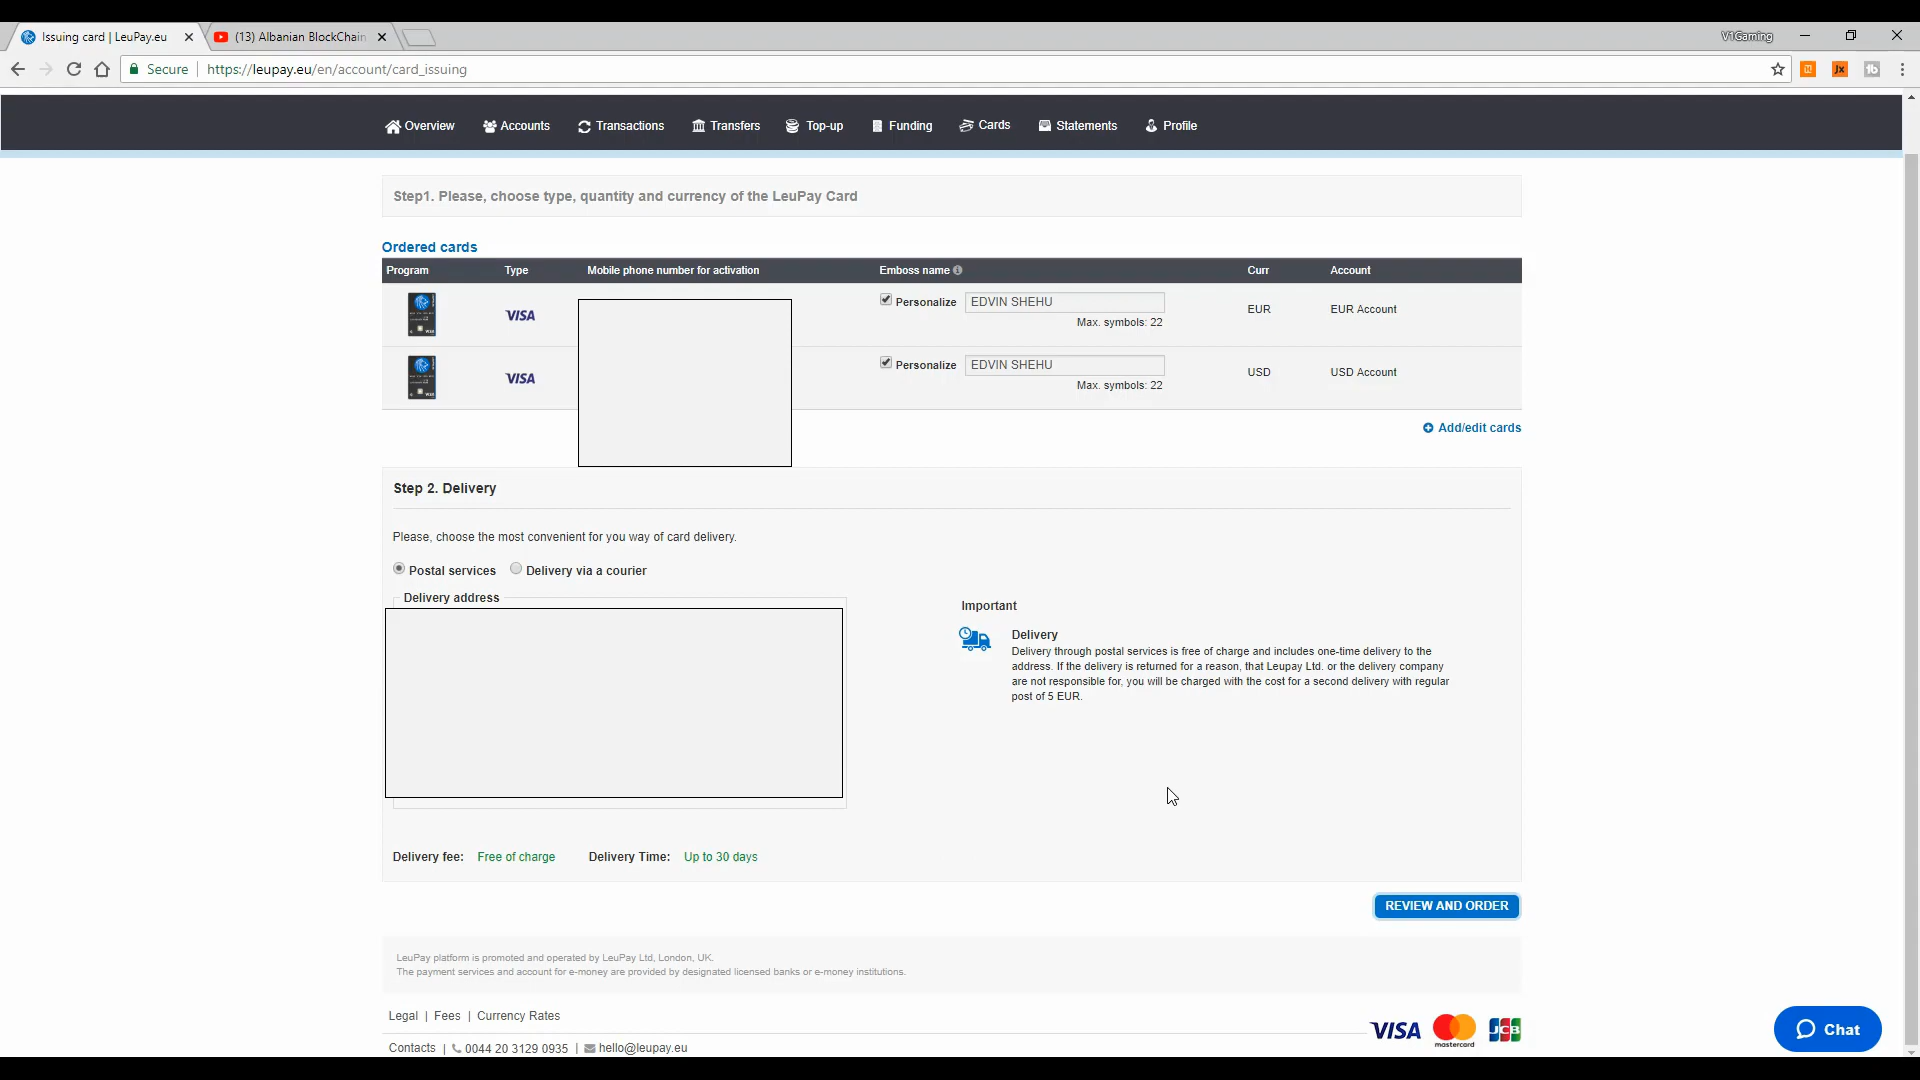 Issuing card | LeuPay.eu
(13) Albanian BlockChain
V1Gaming
Secure
https://leupay.eu/en/account/card_issuing
Overview
Accounts
Transactions
Transfers
Top-up
Funding
Cards
Statements
Profile
Step1. Please, choose type, quantity and currency of the LeuPay Card
Ordered cards
Program Type Mobile phone number for activation Emboss name Curr Account
VISA Personalize EDVIN SHEHU EUR EUR Account
Max. symbols: 22
VISA Personalize EDVIN SHEHU USD USD Account
Max. symbols: 22
Add/edit cards
Step 2. Delivery
Please, choose the most convenient for you way of card delivery.
Postal services Delivery via a courier
Delivery address
Important
Delivery
Delivery through postal services is free of charge and includes one-time delivery to the
address. If the delivery is returned for a reason, that Leupay Ltd. or the delivery company
are not responsible for, you will be charged with the cost for a second delivery with regular
post of 5 EUR.
Delivery fee: Free of charge Delivery Time: Up to 30 days
REVIEW AND ORDER
LeuPay platform is promoted and operated by LeuPay Ltd, London, UK.
The payment services and account for e-money are provided by designated licensed banks or e-money institutions.
Legal | Fees | Currency Rates
VISA mastercard JCB
Contacts | 0044 20 3129 0935 | hello@leupay.eu
Chat